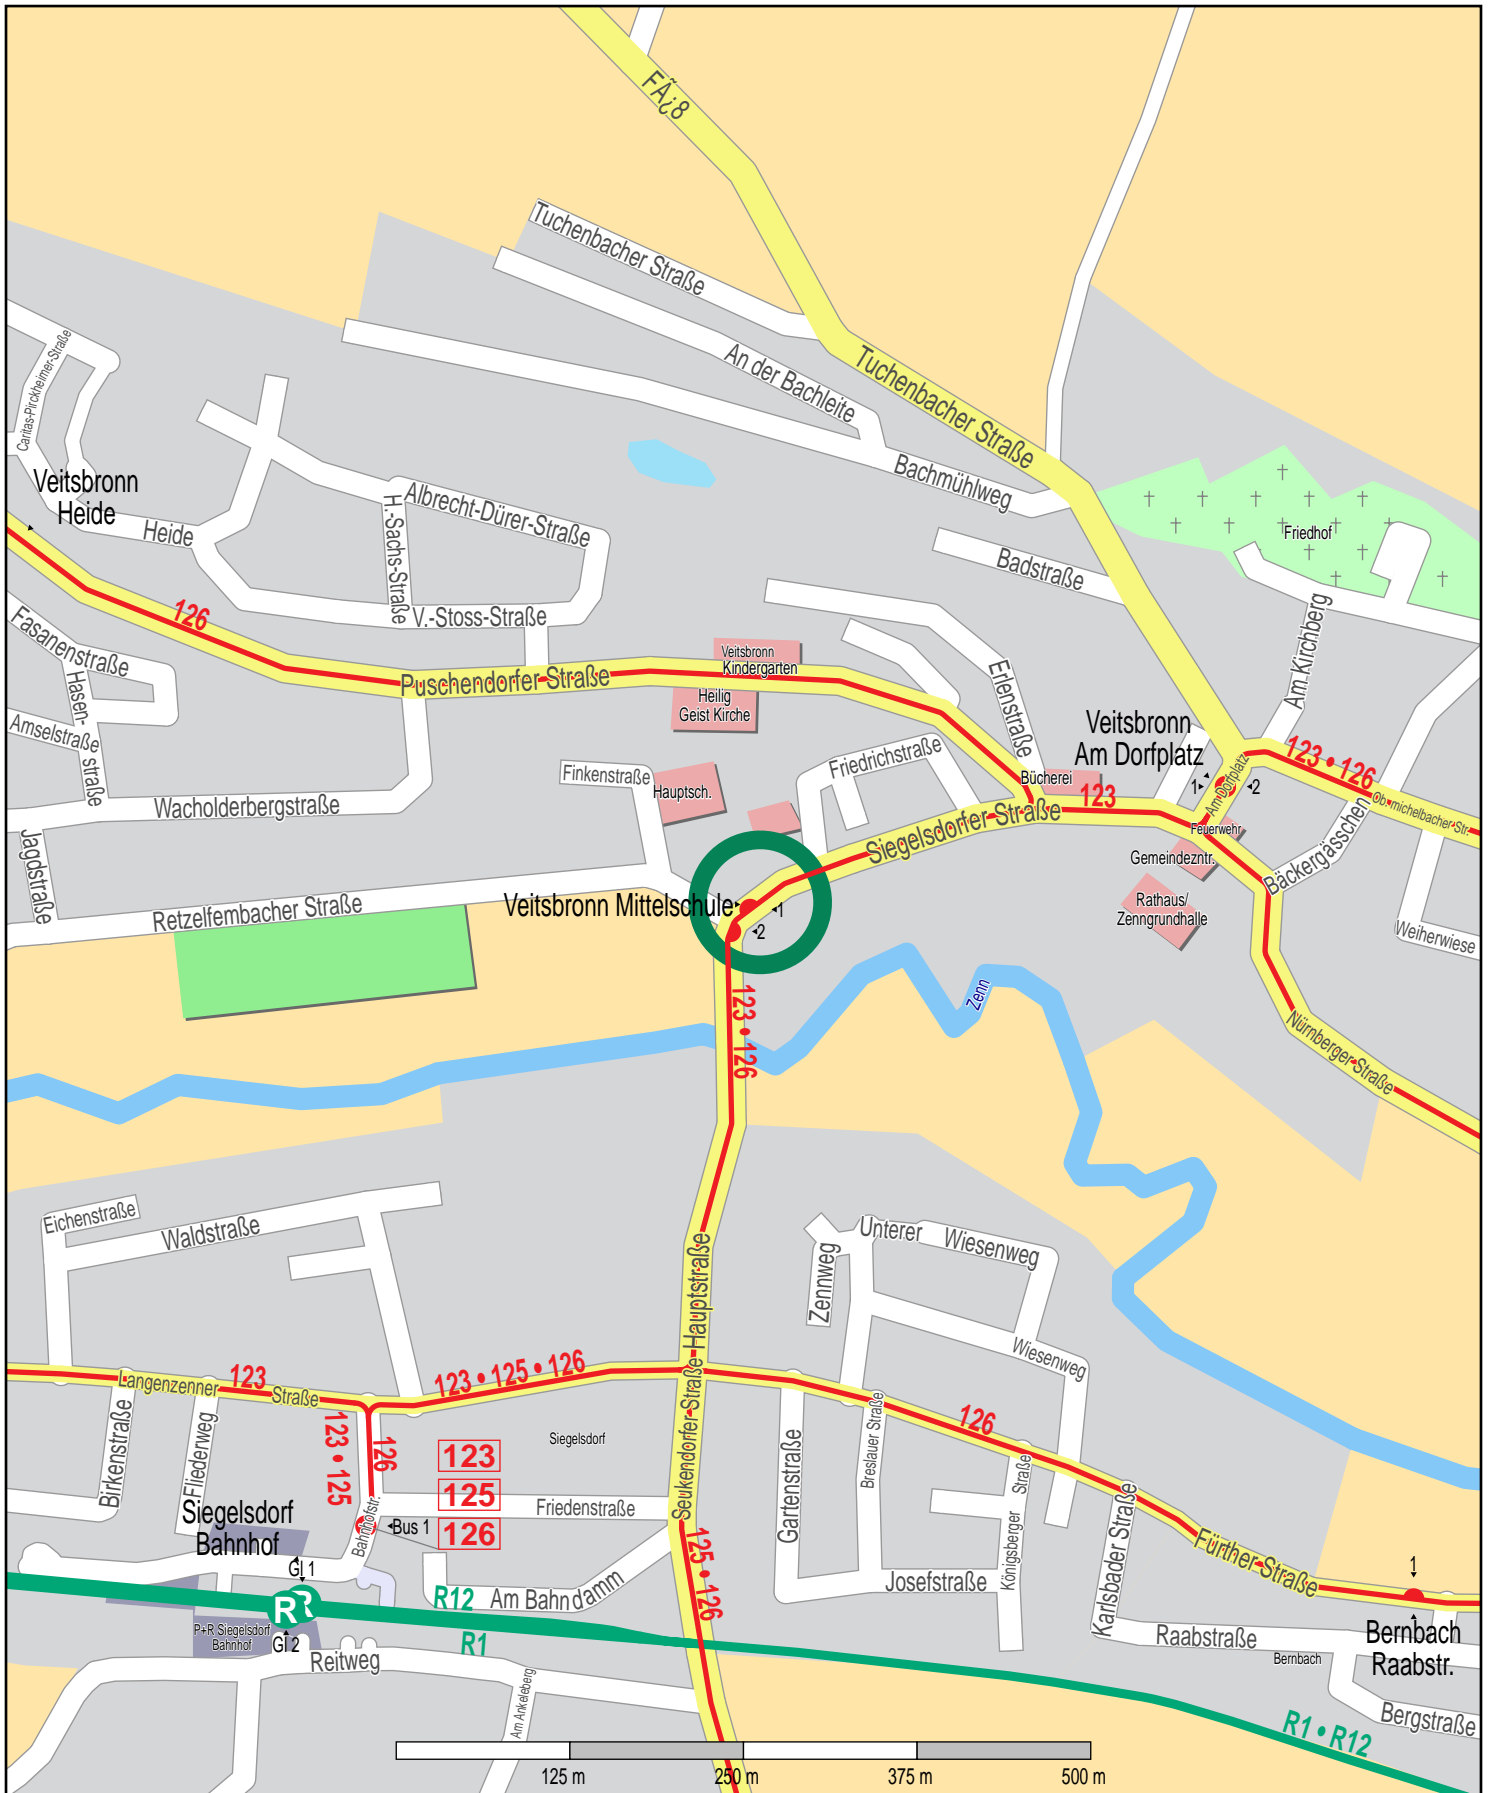 FÃ¿8
Tuchenbacher Straße
An der Bachleite
Tuchenbacher Straße
Bachmühlweg
Caritas-Pirckheimer-Straße
Veitsbronn
Heide
Heide
H.-Sachs-Straße
Albrecht-Dürer-Straße
V.-Stoss-Straße
Badstraße
Friedhof
Am Kirchberg
126
Fasanenstraße
Haen-
straße
Amselstraße
Puschendorfer Straße
Veitsbronn
Kindergarten
Heilig
Geist Kirche
Erlenstraße
Veitsbronn
Am Dorfplatz
1
2
Am Dorfplatz
123 • 126
Ob. michelbacher Str.
Friedrichstraße
Bücherei
Finkenstraße
Hauptsch.
Wacholderbergstraße
Jagdstraße
123
Siegelsdorfer Straße
Feuerwehr
Gemeindezntr.
Bäckergässchen
Rathaus/
Zenngrundhalle
Retzelfembacher Straße
Veitsbronn Mittelschule
1
2
Weiherwiese
Zenn
123 • 126
Nürnberger-Straße
Eichenstraße
Waldstraße
Unterer Wiesenweg
Zennweg
Hauptstraße
Wiesenweg
123
Langenzenner Straße
123 • 125 • 126
Birkenstraße
Fliederweg
123 • 125
126
123
125
126
Siegelsdorf
Seukendorfer-Straße
Gartenstraße
Breslauer Straße
126
Königsberger Straße
Karlsbader Straße
Fürther Straße
Siegelsdorf
Bahnhof
Bahnhofstr.
Bus 1
Friedenstraße
Gl 1
R
R
P+R Siegelsdorf
Bahnhof
Gl 2
R12
Am Bahndamm
R1
125 • 126
Josefstraße
1
Bernbach
Raabstr.
Raabstraße
Bernbach
Reitweg
Am Ankeleberg
Bergstraße
R1 • R12
125 m
250 m
375 m
500 m